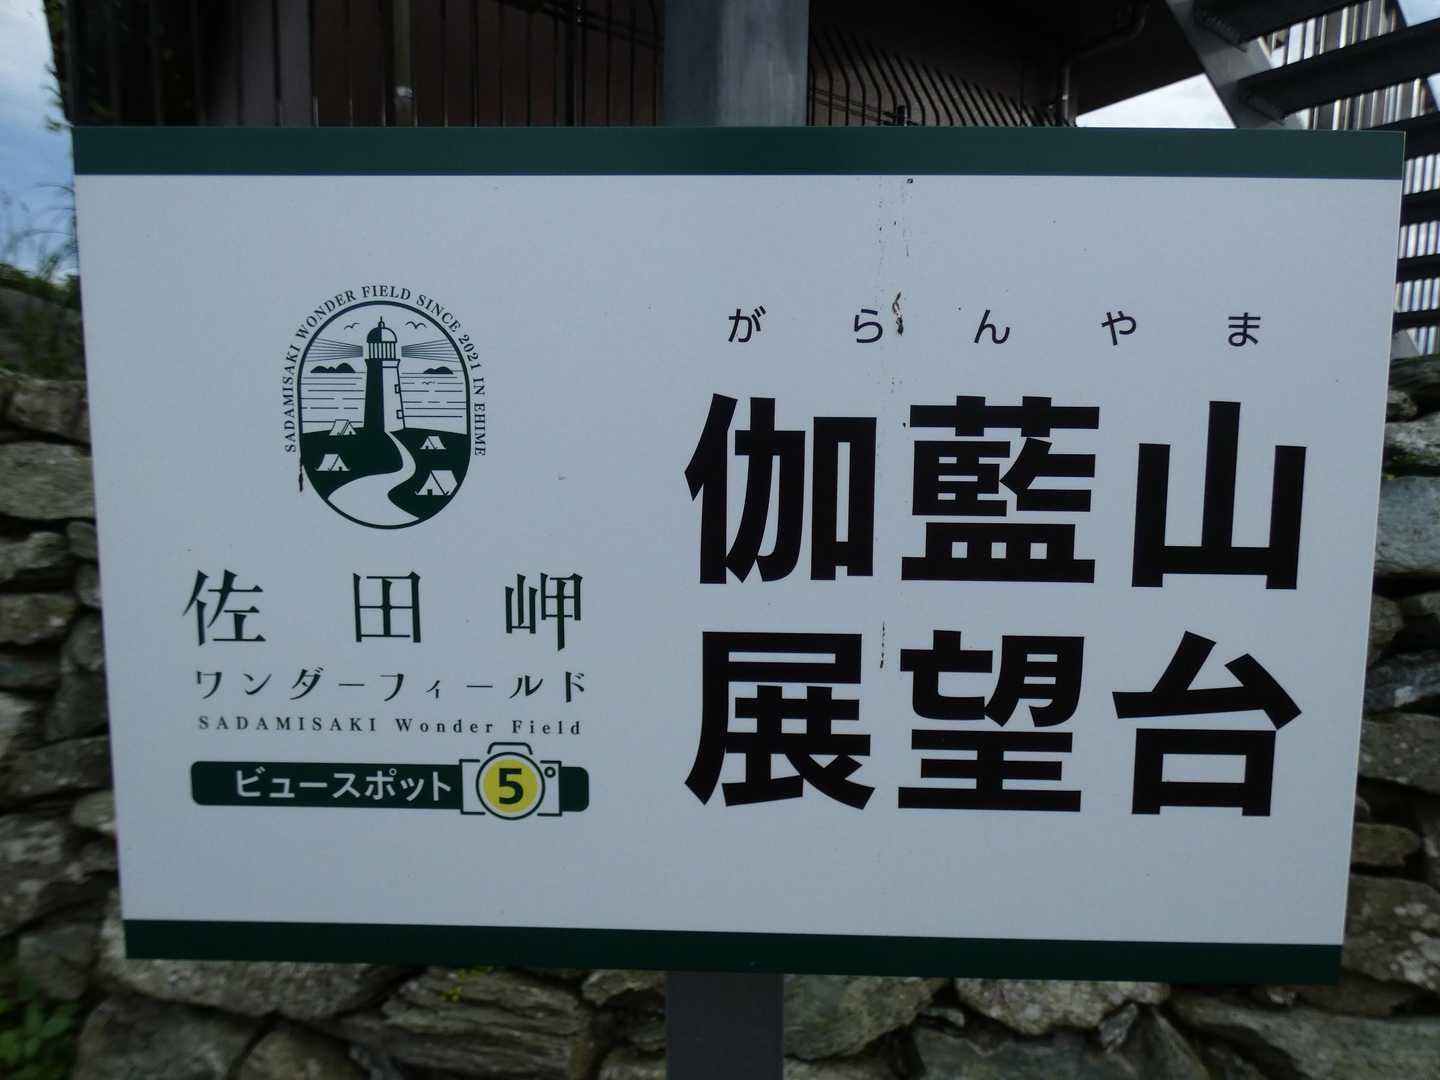 SADAMISAKI WONDER FIELD SINCE 2021 IN EHIME
佐田岬
ワンダーフィールド
SADAMISAKI Wonder Field
ビュースポット 5
がらんやま
伽藍山
展望台